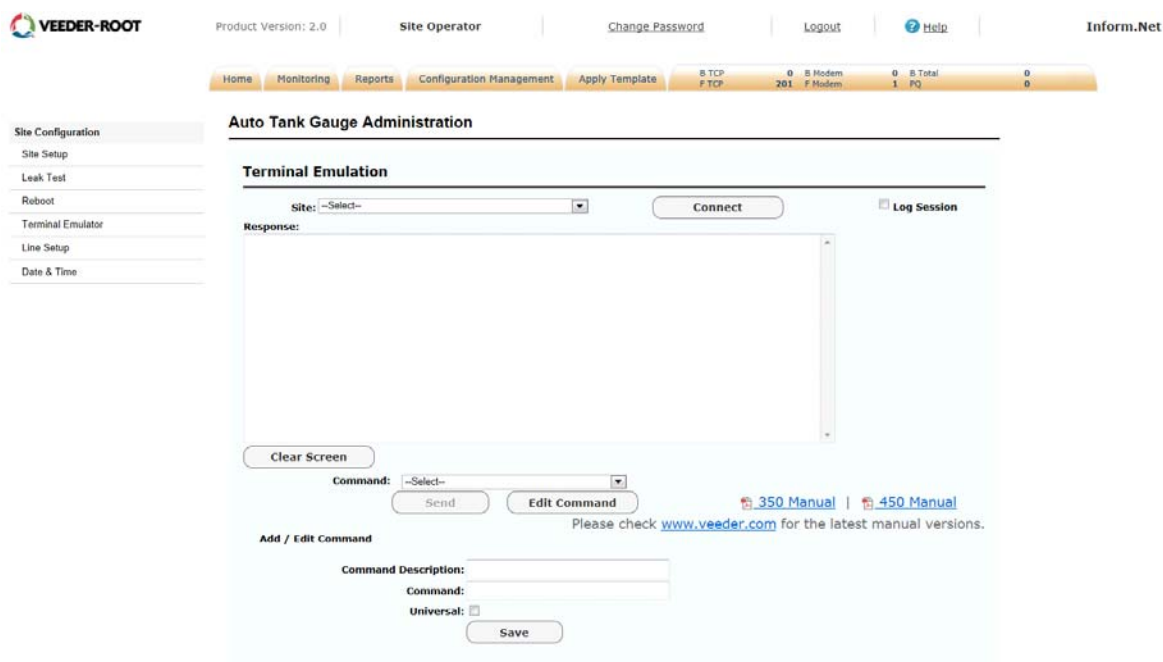 VEEDER-ROOT
Product Version: 2.0
Site Operator
Change Password
Logout
? Help
Inform.Net
Home
Monitoring
Reports
Configuration Management
Apply Template
B TCP 0 B Modem 0 B Total 0
F TCP 201 F Modem 1 PQ 0
Site Configuration
Site Setup
Leak Test
Reboot
Terminal Emulator
Line Setup
Date & Time
Auto Tank Gauge Administration
Terminal Emulation
Site: --Select--
Connect
Log Session
Response:
Clear Screen
Command: --Select--
Send
Edit Command
350 Manual | 450 Manual
Please check www.veeder.com for the latest manual versions.
Add / Edit Command
Command Description:
Command:
Universal:
Save